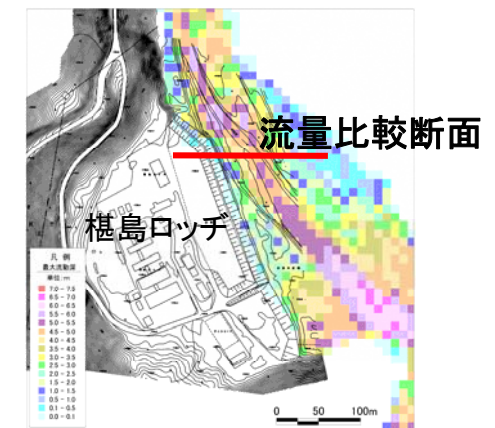 流量比較断面
椹島ロッヂ
凡 例
最大流動深
単位:m
7.0 - 7.5
6.5 - 7.0
6.0 - 6.5
5.5 - 6.0
5.0 - 5.5
4.5 - 5.0
4.0 - 4.5
3.5 - 4.0
3.0 - 3.5
2.5 - 3.0
2.0 - 2.5
1.5 - 2.0
1.0 - 1.5
0.5 - 1.0
0.1 - 0.5
0.0 - 0.1
0 50 100m